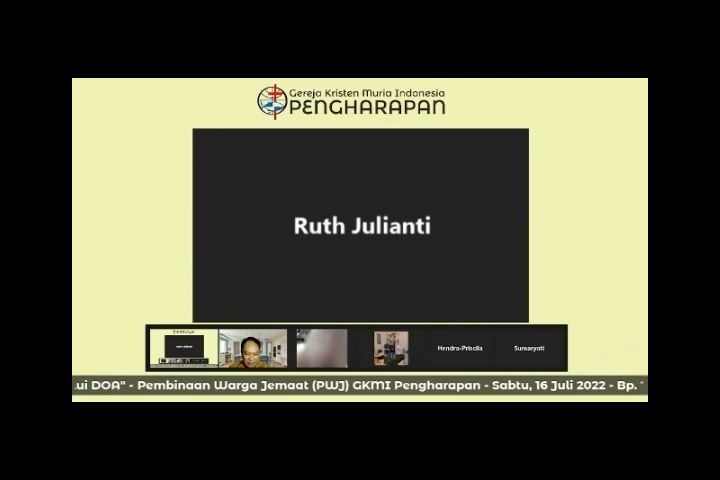 Gereja Kristen Muria Indonesia
PENGHARAPAN
Ruth Julianti
Hendra-Priscila
Sumaryati
ui DOA" - Pembinaan Warga Jemaat (PWJ) GKMI Pengharapan - Sabtu, 16 Juli 2022 - Bp.